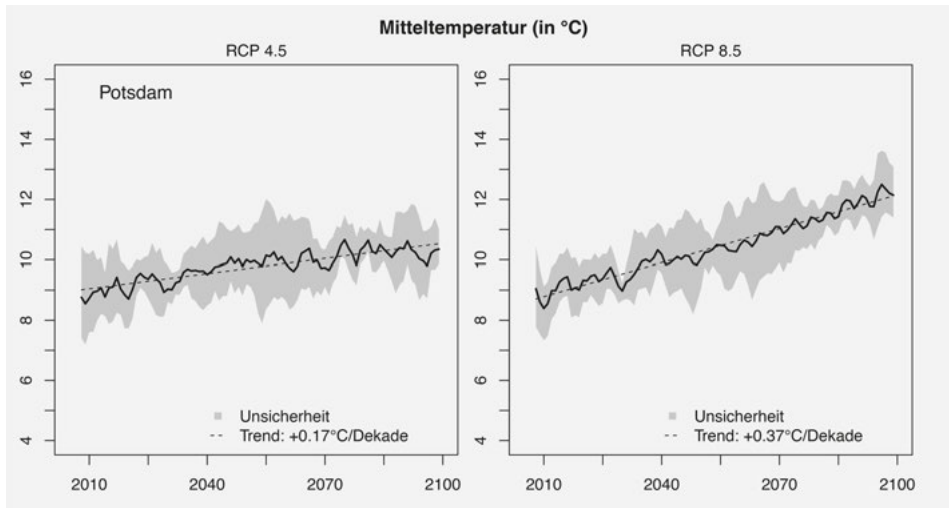 Mitteltemperatur (in °C)
RCP 4.5
RCP 8.5
16
14
12
10
8
6
4
Potsdam
Unsicherheit
Trend: +0.17°C/Dekade
Unsicherheit
Trend: +0.37°C/Dekade
16
14
12
10
8
6
4
2010 2040 2070 2100
2010 2040 2070 2100